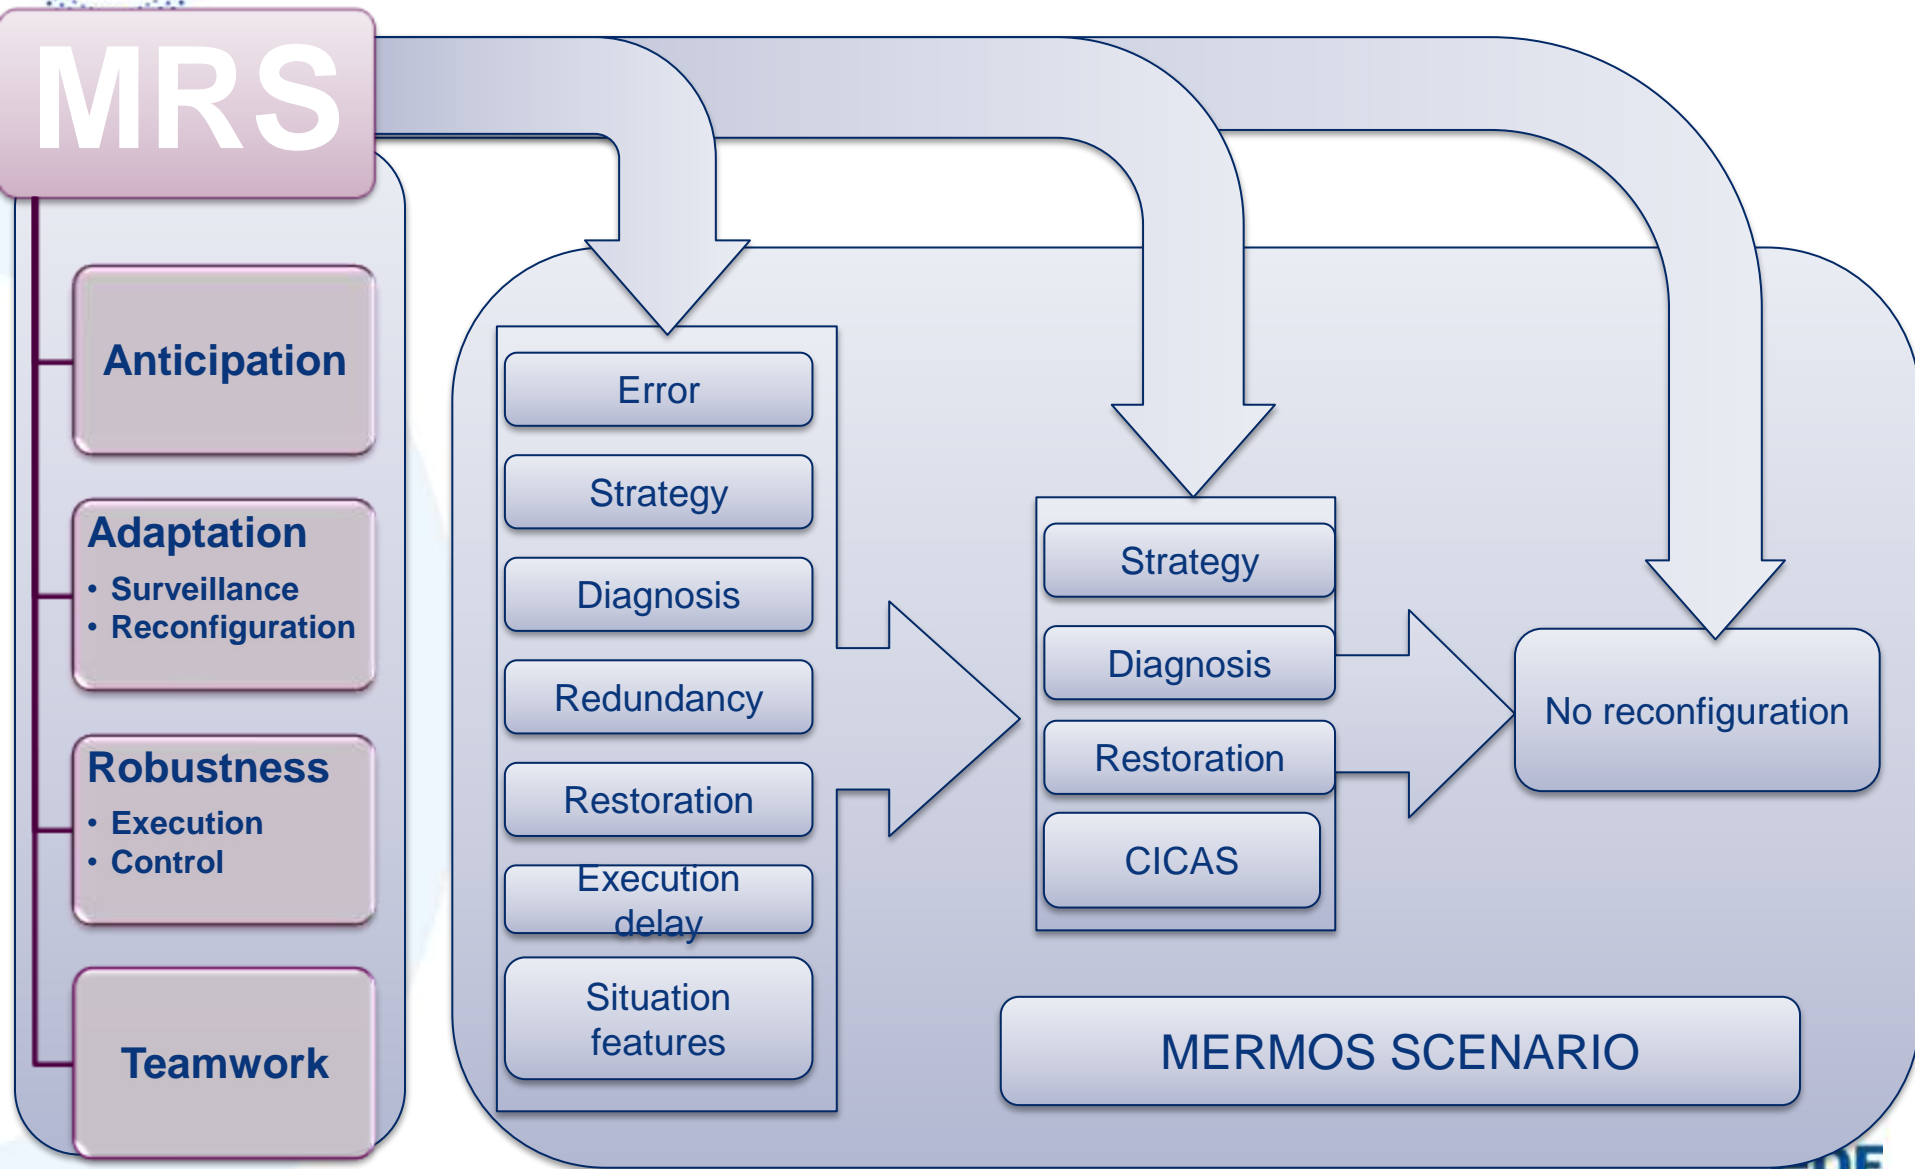 MRS
Anticipation
Adaptation
• Surveillance
• Reconfiguration
Robustness
• Execution
• Control
Teamwork
Error
Strategy
Diagnosis
Redundancy
Restoration
Execution
delay
Situation
features
Strategy
Diagnosis
Restoration
CICAS
No reconfiguration
MERMOS SCENARIO